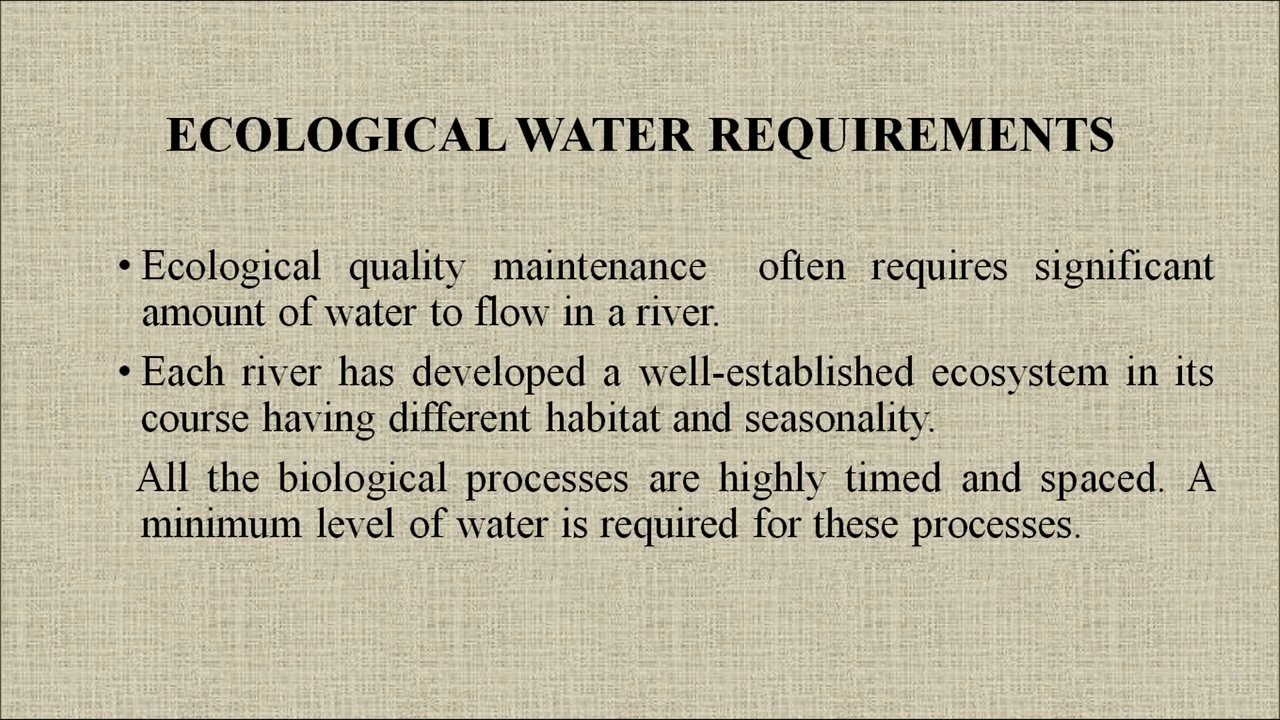 ECOLOGICAL WATER REQUIREMENTS
• Ecological quality maintenance often requires significant
amount of water to flow in a river.
• Each river has developed a well-established ecosystem in its
course having different habitat and seasonality.
All the biological processes are highly timed and spaced. A
minimum level of water is required for these processes.